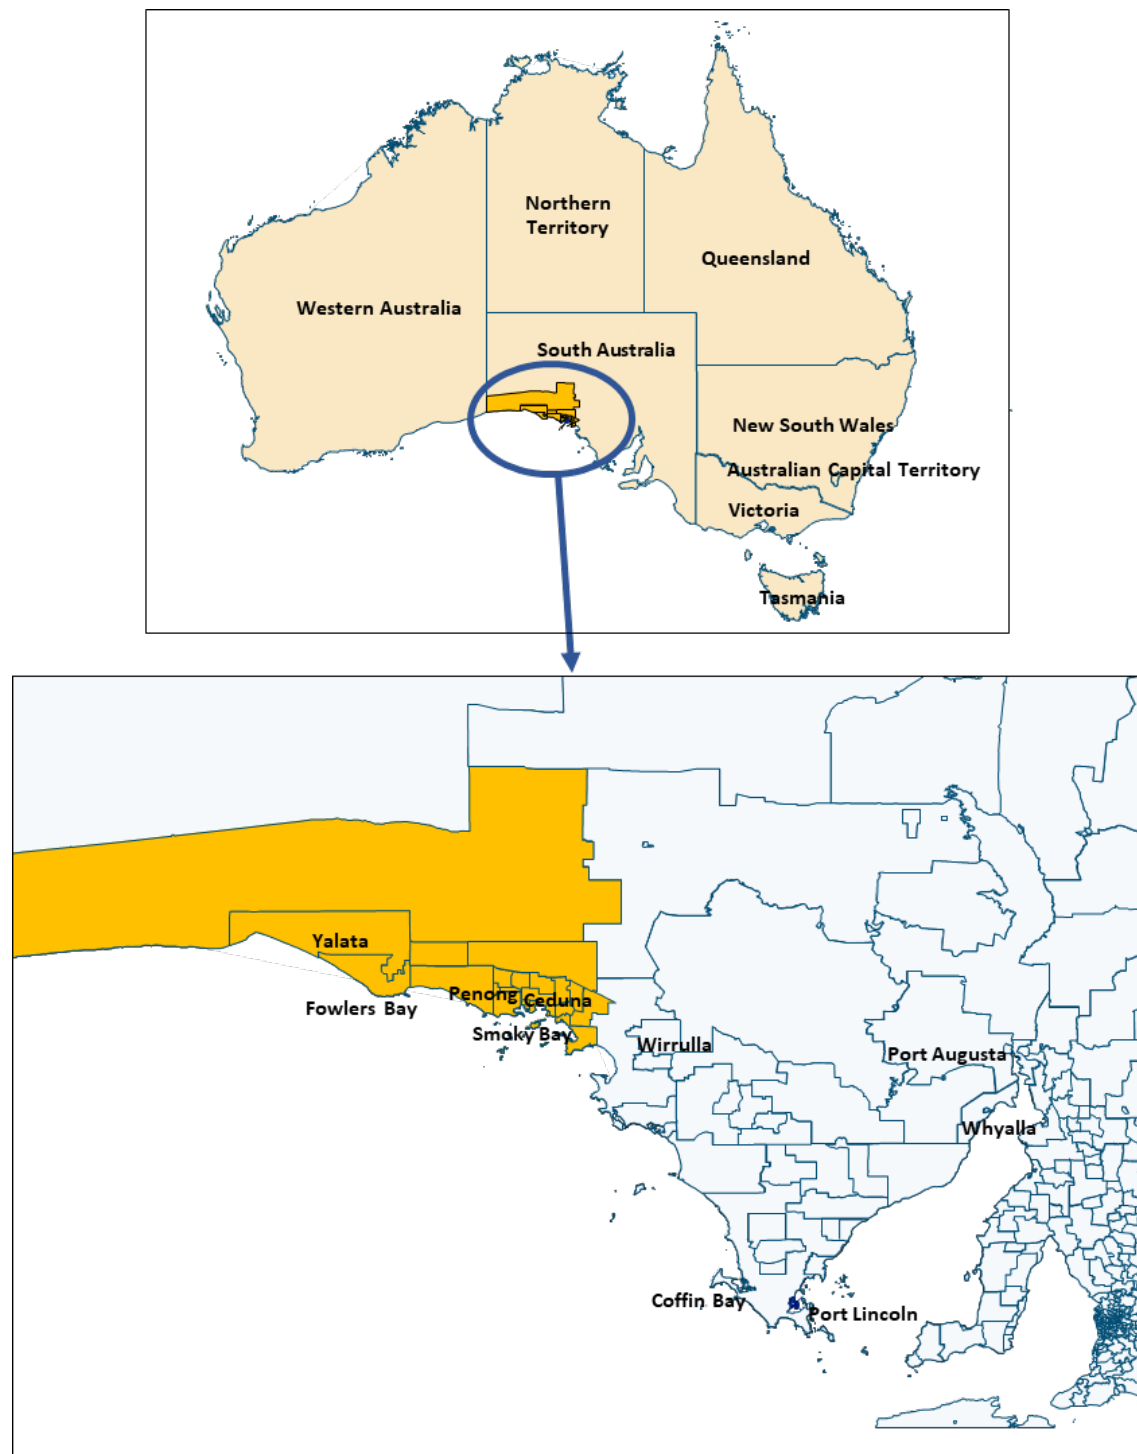 Northern
Territory
Queensland
Western Australia
South Australia
New South Wales
Australian Capital Territory
Victoria
Tasmania
Yalata
Penong
Ceduna
Fowlers Bay
Smoky Bay
Wirrulla
Port Augusta
Whyalla
Coffin Bay
Port Lincoln